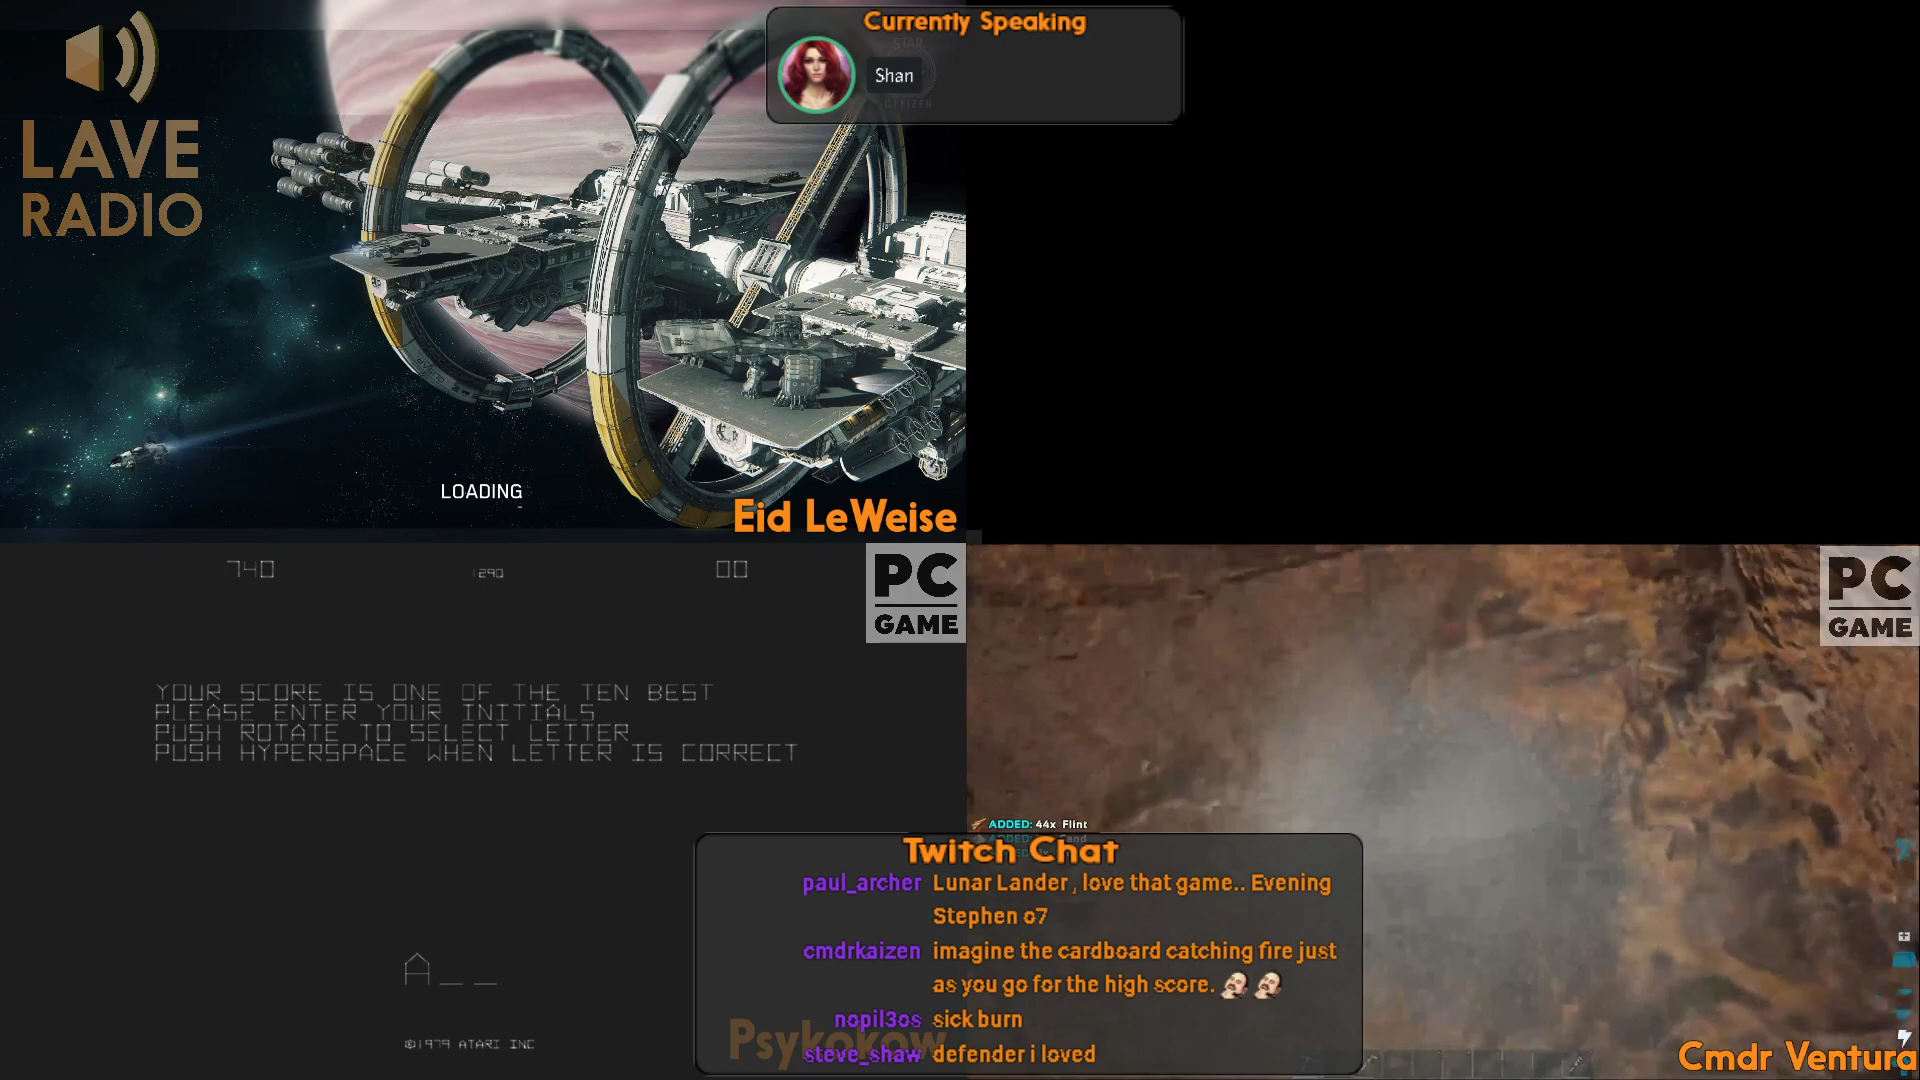 Currently Speaking
STAR
Shan
CITIZEN
LAVE
RADIO
LOADING
Eid LeWeise
740
1290
00
PC
GAME
PC
GAME
YOUR SCORE IS ONE OF THE TEN BEST
PLEASE ENTER YOUR INITIALS
PUSH ROTATE TO SELECT LETTER
PUSH HYPERSPACE WHEN LETTER IS CORRECT
ADDED: 44x Flint
Twitch Chat
paul_archer Lunar Lander , love that game.. Evening
Stephen o7
cmdrkaizen imagine the cardboard catching fire just
as you go for the high score.
nopil3os sick burn
steve_shaw defender i loved
A _ _
©1979 ATARI INC
Psykokow
Cmdr Ventura